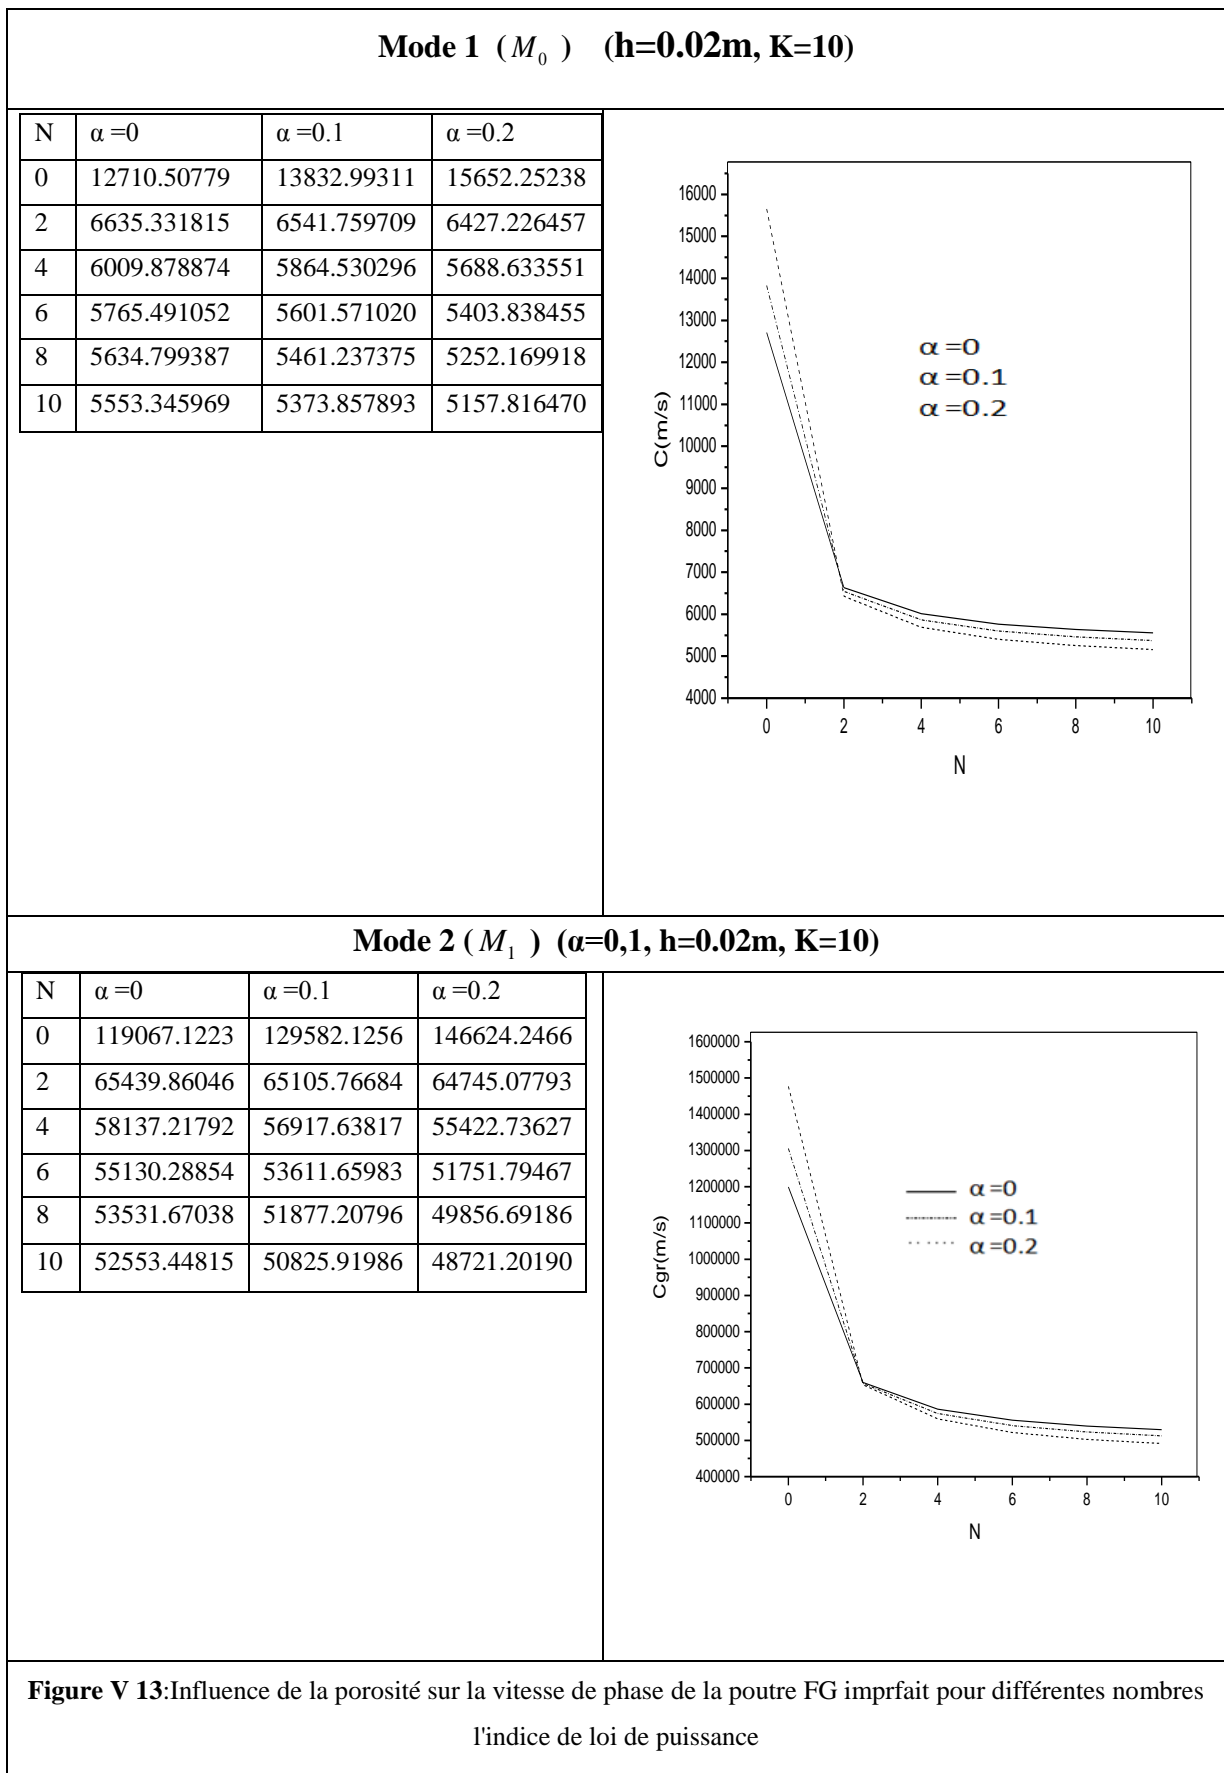 Mode 1 ( M₀ ) (h=0.02m, K=10)
N α =0 α =0.1 α =0.2
0 12710.50779 13832.99311 15652.25238
2 6635.331815 6541.759709 6427.226457
4 6009.878874 5864.530296 5688.633551
6 5765.491052 5601.571020 5403.838455
8 5634.799387 5461.237375 5252.169918
10 5553.345969 5373.857893 5157.816470
16000
15000
14000
13000
12000
11000
10000
9000
8000
7000
6000
5000
4000
C(m/s)
α =0
α =0.1
α =0.2
0 2 4 6 8 10
N
Mode 2 ( M₁ ) (α=0,1, h=0.02m, K=10)
N α =0 α =0.1 α =0.2
0 119067.1223 129582.1256 146624.2466
2 65439.86046 65105.76684 64745.07793
4 58137.21792 56917.63817 55422.73627
6 55130.28854 53611.65983 51751.79467
8 53531.67038 51877.20796 49856.69186
10 52553.44815 50825.91986 48721.20190
1600000
1500000
1400000
1300000
1200000
1100000
1000000
900000
800000
700000
600000
500000
400000
Cgr(m/s)
α =0
α =0.1
α =0.2
0 2 4 6 8 10
N
Figure V 13:Influence de la porosité sur la vitesse de phase de la poutre FG imprfait pour différentes nombres
l'indice de loi de puissance